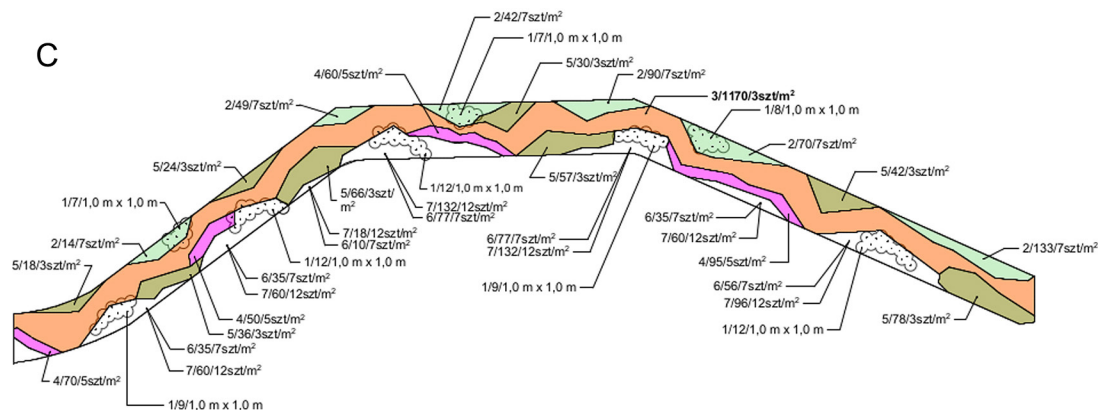 C
2/42/7szt/m²
1/7/1,0 m x 1,0 m
4/60/5szt/m²
5/30/3szt/m²
2/90/7szt/m²
3/1170/3szt/m²
2/49/7szt/m²
1/8/1,0 m x 1,0 m
2/70/7szt/m²
5/24/3szt/m²
5/42/3szt/m²
5/57/3szt/m²
1/12/1,0 m x 1,0 m
5/66/3szt/
m²
7/132/12szt/m²
6/77/7szt/m²
1/7/1,0 m x 1,0 m
6/35/7szt/m²
7/60/12szt/m²
7/18/12szt/m²
6/10/7szt/m²
6/77/7szt/m²
7/132/12szt/m²
2/14/7szt/m²
1/12/1,0 m x 1,0 m
4/95/5szt/m²
2/133/7szt/m²
5/18/3szt/m²
6/35/7szt/m²
7/60/12szt/m²
1/9/1,0 m x 1,0 m
6/56/7szt/m²
7/96/12szt/m²
4/50/5szt/m²
5/36/3szt/m²
1/12/1,0 m x 1,0 m
5/78/3szt/m²
6/35/7szt/m²
7/60/12szt/m²
4/70/5szt/m²
1/9/1,0 m x 1,0 m